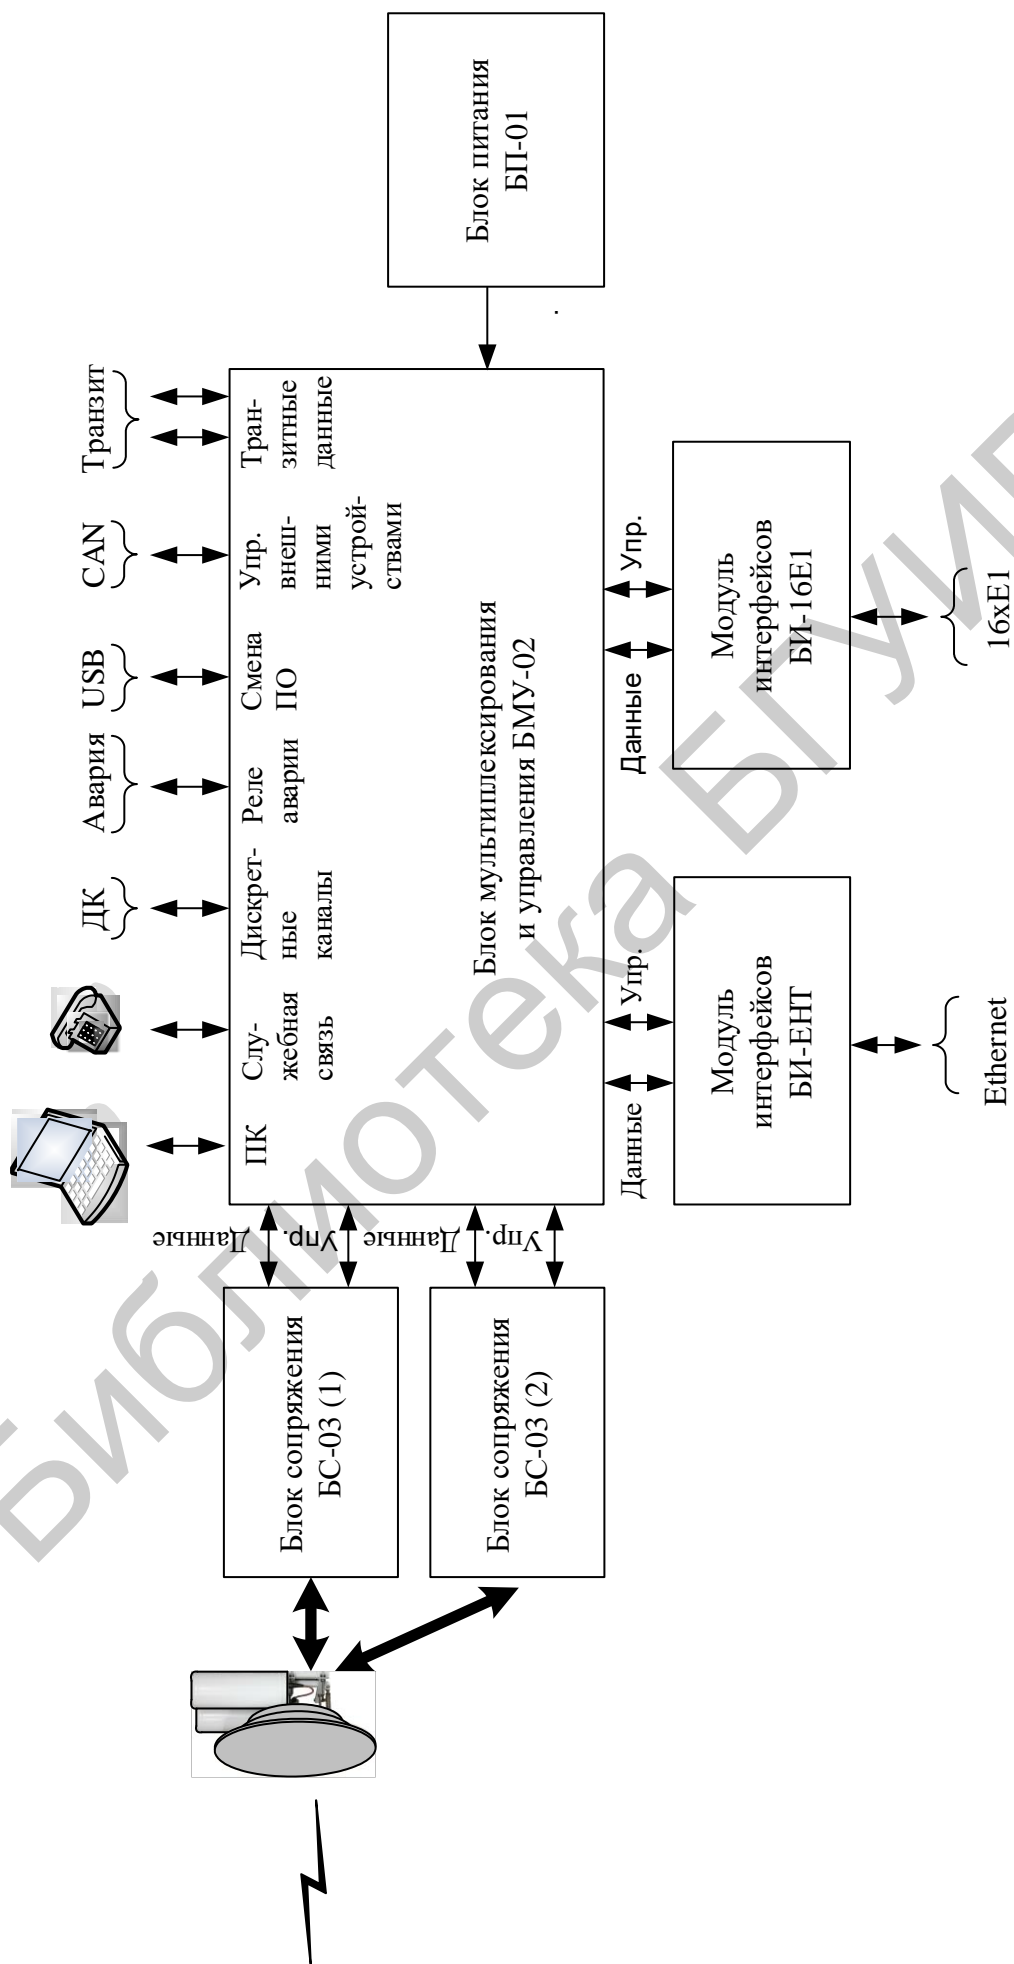 ДК
Авария
USB
CAN
Транзит
ПК
Слу-
жебная
связь
Дискрет-
ные
каналы
Реле
аварии
Смена
ПО
Упр.
внеш-
ними
устрой-
ствами
Тран-
зитные
данные
Блок питания
БП-01
Данные
Упр.
Данные
Упр.
Блок сопряжения
БС-03 (1)
Блок сопряжения
БС-03 (2)
Блок мультиплексирования
и управления БМУ-02
Данные
Упр.
Данные
Упр.
Модуль
интерфейсов
БИ-ЕНТ
Модуль
интерфейсов
БИ-16Е1
Ethernet
16хЕ1
Библиотека БГУИР